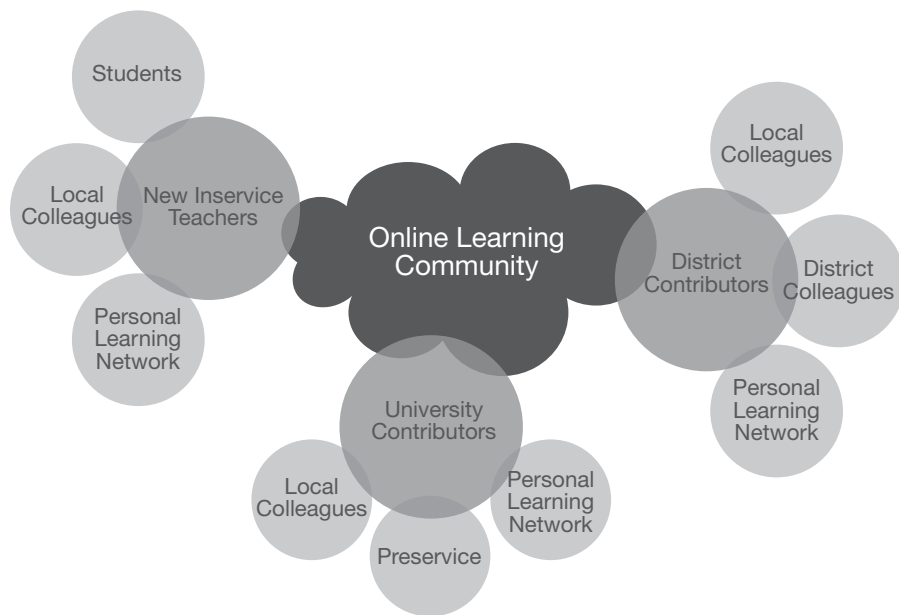 Students
Local
Colleagues
New Inservice
Teachers
Personal
Learning
Network
Online Learning
Community
University
Contributors
Local
Colleagues
Preservice
Personal
Learning
Network
Local
Colleagues
District
Contributors
District
Colleagues
Personal
Learning
Network